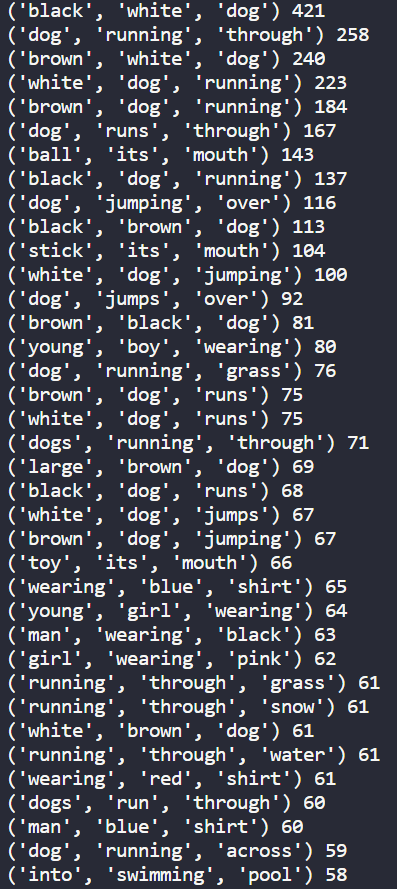 ('black', 'white', 'dog') 421
('dog', 'running', 'through') 258
('brown', 'white', 'dog') 240
('white', 'dog', 'running') 223
('brown', 'dog', 'running') 184
('dog', 'runs', 'through') 167
('ball', 'its', 'mouth') 143
('black', 'dog', 'running') 137
('dog', 'jumping', 'over') 116
('black', 'brown', 'dog') 113
('stick', 'its', 'mouth') 104
('white', 'dog', 'jumping') 100
('dog', 'jumps', 'over') 92
('brown', 'black', 'dog') 81
('young', 'boy', 'wearing') 80
('dog', 'running', 'grass') 76
('brown', 'dog', 'runs') 75
('white', 'dog', 'runs') 75
('dogs', 'running', 'through') 71
('large', 'brown', 'dog') 69
('black', 'dog', 'runs') 68
('white', 'dog', 'jumps') 67
('brown', 'dog', 'jumping') 67
('toy', 'its', 'mouth') 66
('wearing', 'blue', 'shirt') 65
('young', 'girl', 'wearing') 64
('man', 'wearing', 'black') 63
('girl', 'wearing', 'pink') 62
('running', 'through', 'grass') 61
('running', 'through', 'snow') 61
('white', 'brown', 'dog') 61
('running', 'through', 'water') 61
('wearing', 'red', 'shirt') 61
('dogs', 'run', 'through') 60
('man', 'blue', 'shirt') 60
('dog', 'running', 'across') 59
('into', 'swimming', 'pool') 58